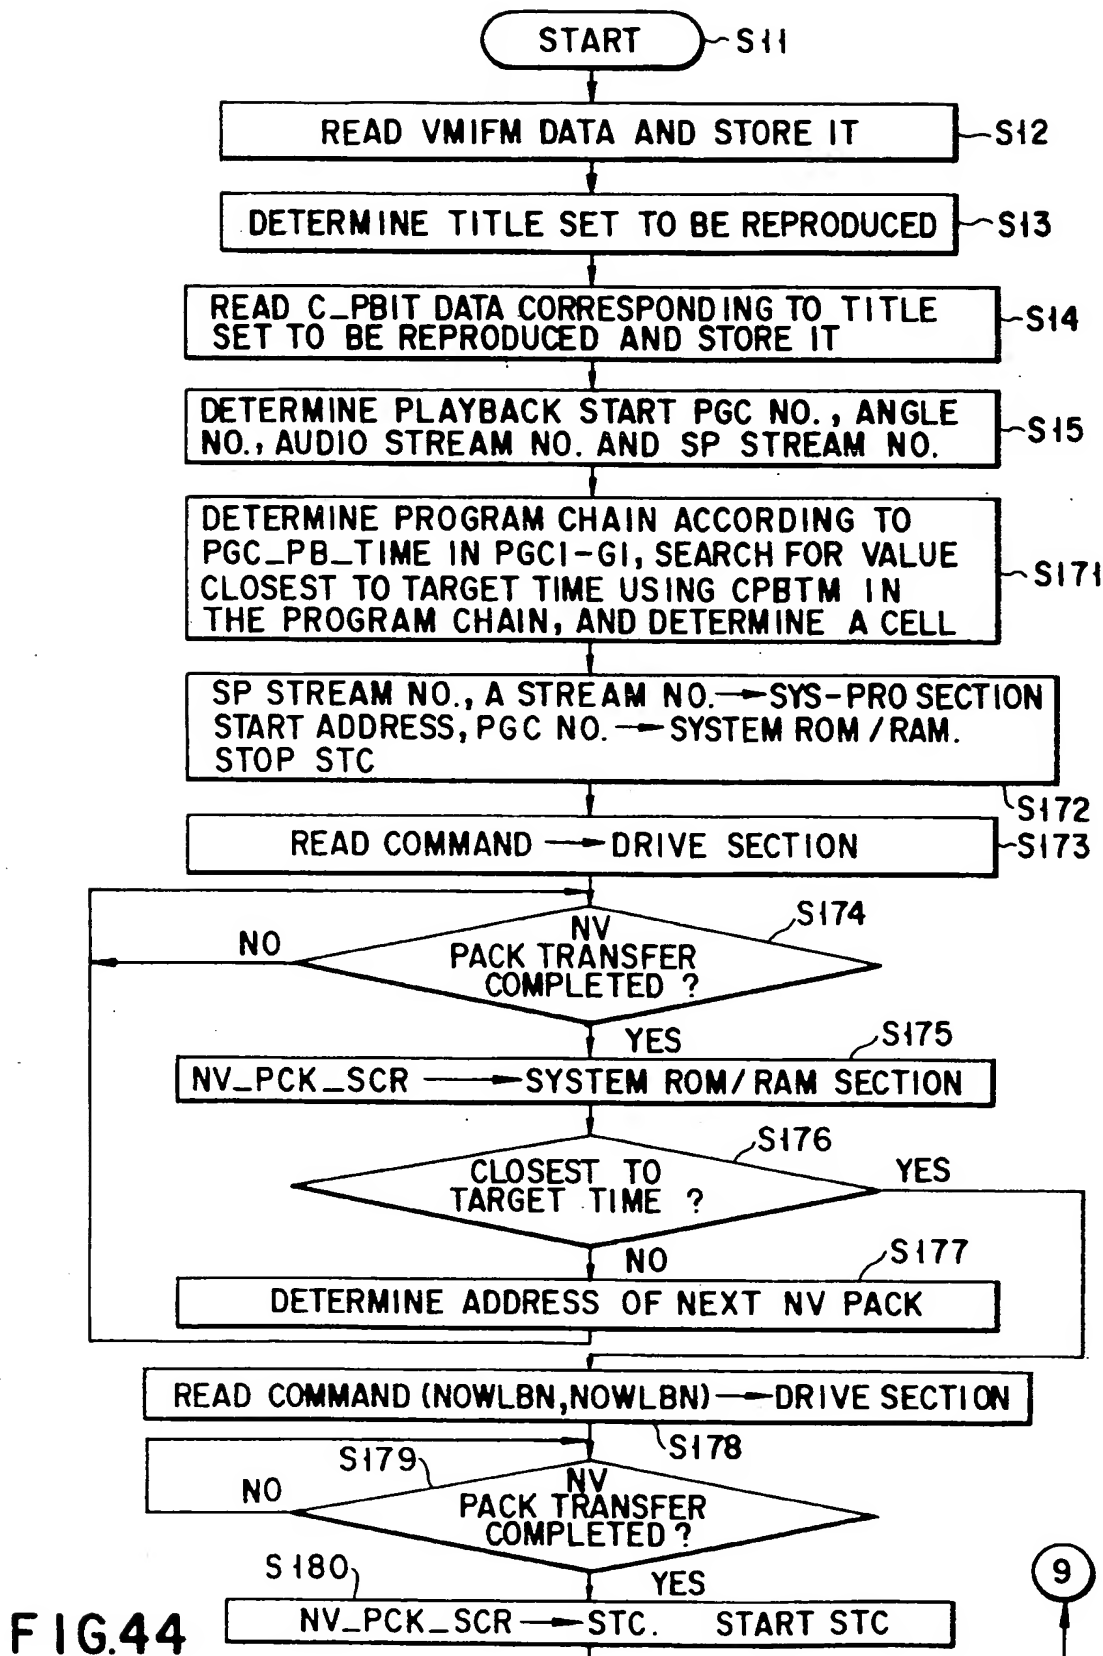 START
S11
READ VMIFM DATA AND STORE IT
S12
DETERMINE TITLE SET TO BE REPRODUCED
S13
READ C_PBIT DATA CORRESPONDING TO TITLE
SET TO BE REPRODUCED AND STORE IT
S14
DETERMINE PLAYBACK START PGC NO., ANGLE
NO., AUDIO STREAM NO. AND SP STREAM NO.
S15
DETERMINE PROGRAM CHAIN ACCORDING TO
PGC_PB_TIME IN PGCI-GI, SEARCH FOR VALUE
CLOSEST TO TARGET TIME USING CPBTM IN
THE PROGRAM CHAIN, AND DETERMINE A CELL
S171
SP STREAM NO., A STREAM NO. → SYS-PRO SECTION
START ADDRESS, PGC NO. → SYSTEM ROM/RAM.
STOP STC
S172
READ COMMAND → DRIVE SECTION
S173
S174
NV
PACK TRANSFER
COMPLETED ?
NO
YES
S175
NV_PCK_SCR → SYSTEM ROM/RAM SECTION
S176
CLOSEST TO
TARGET TIME ?
YES
NO
S177
DETERMINE ADDRESS OF NEXT NV PACK
READ COMMAND (NOWLBN,NOWLBN) → DRIVE SECTION
S178
S179
NV
PACK TRANSFER
COMPLETED ?
NO
YES
S180
NV_PCK_SCR → STC. START STC
9
FIG.44